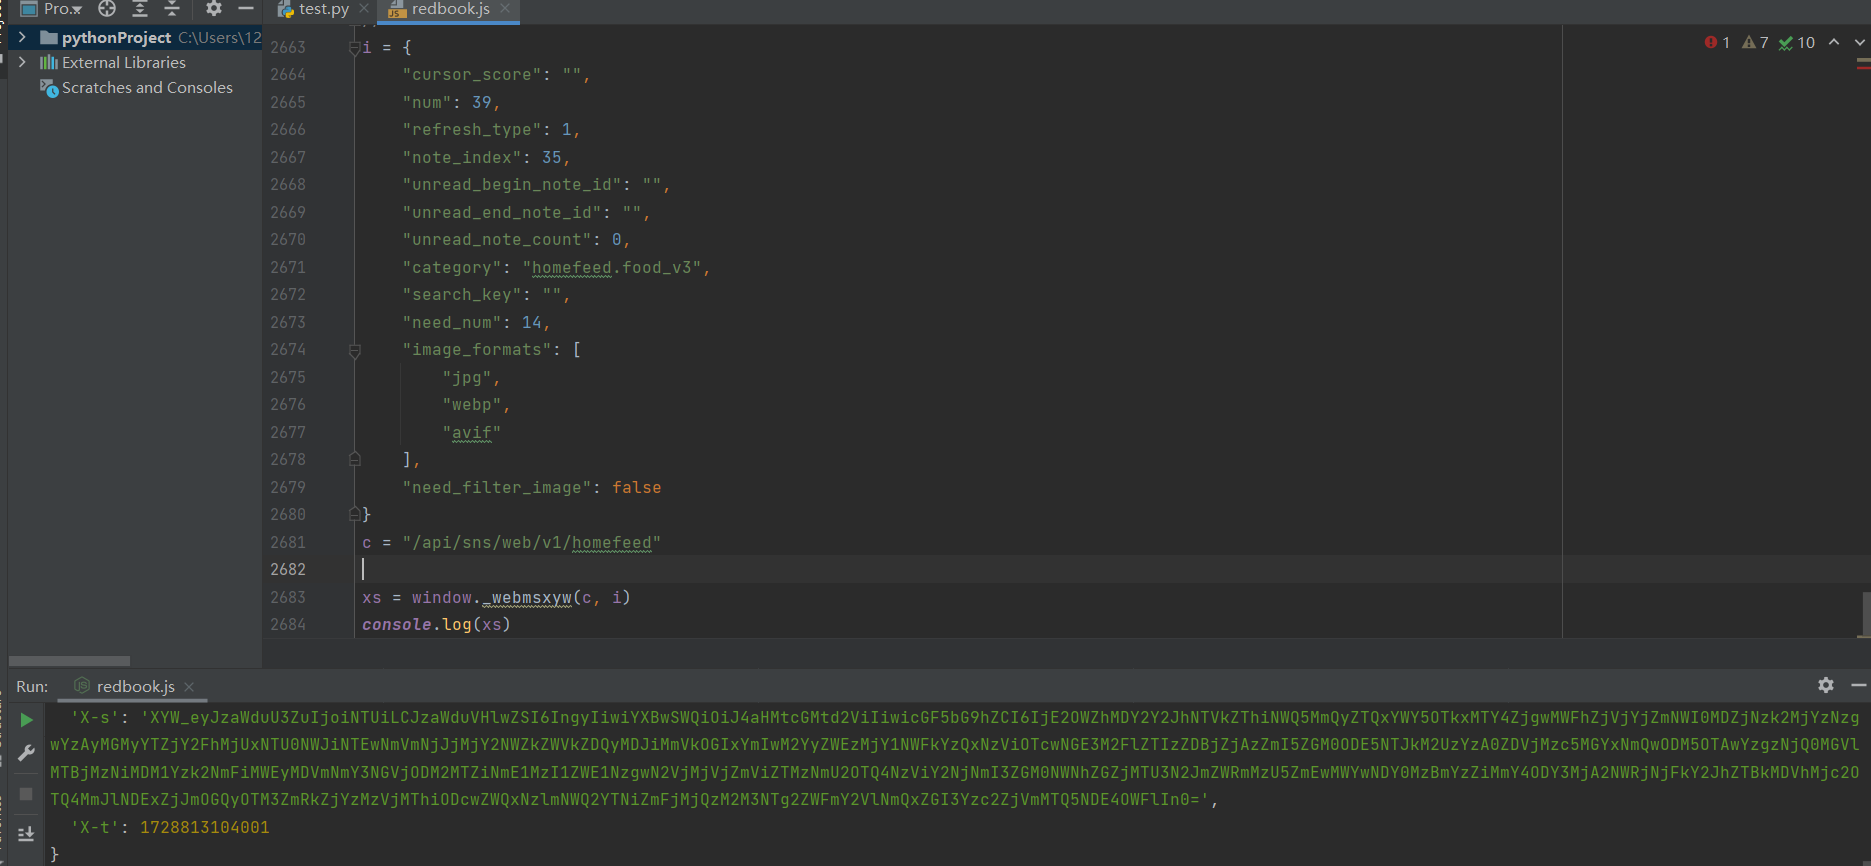 Pro...
test.py
redbook.js
pythonProject C:\Users\12
External Libraries
Scratches and Consoles
1 7 10
2663 i = {
2664 "cursor_score": "",
2665 "num": 39,
2666 "refresh_type": 1,
2667 "note_index": 35,
2668 "unread_begin_note_id": "",
2669 "unread_end_note_id": "",
2670 "unread_note_count": 0,
2671 "category": "homefeed.food_v3",
2672 "search_key": "",
2673 "need_num": 14,
2674 "image_formats": [
2675 "jpg",
2676 "webp",
2677 "avif"
2678 ],
2679 "need_filter_image": false
2680 }
2681 c = "/api/sns/web/v1/homefeed"
2682
2683 xs = window._webmsxyw(c, i)
2684 console.log(xs)
Run: redbook.js
'X-s': 'XYW_eyJzaWduU3ZuIjoiNTUiLCJzaWduVHlwZSI6IngyIiwiYXBwSWQiOiJ4aHMtcGMtd2ViIiwicGF5bG9hZCI6IjE2OWZhMDY2Y2JhNTVkZThiNWQ5MmQyZTQxYWY5OTkxMTY4ZjgwMWFhZjVjYjZmNWI0MDZjNzk2MjYzNzg
wYzAyMGMyYTZjY2FhMjUxNTU0NWJiNTEwNmVmNjJjMjY2NWZkZWVkZDQyMDJiMmVkOGIxYmIwM2YyZWEzMjY1NWFkYzQxNzViOTcwNGE3M2FlZTIzZDBjZjAzZmI5ZGM0ODE5NTJkM2UzYzA0ZDVjMzc5MGYxNmQwODM5OTAwYzgzNjQ0MGVl
MTBjMzNiMDM1Yzk2NmFiMWEyMDVmNmY3NGVjODM2MTZiNmE1MzI1ZWE1NzgwN2VjMjVjZmViZTMzNmU2OTQ4NzViY2NjNmI3ZGM0NWNhZGZjMTU3N2JmZWRmMzU5ZmEwMWYwNDY0MzBmYzZiMmY4ODY3MjA2NWRjNjFkY2JhZTBkMDVhMjc2O
TQ4MmJlNDExZjJmOGQyOTM3ZmRkZjYzMzVjMThiODcwZWQxNzlmNWQ2YTNiZmFjMjQzM2M3NTg2ZWFmY2VlNmQxZGI3Yzc2ZjVmMTQ5NDE4OWFlIn0=',
'X-t': 1728813104001
}